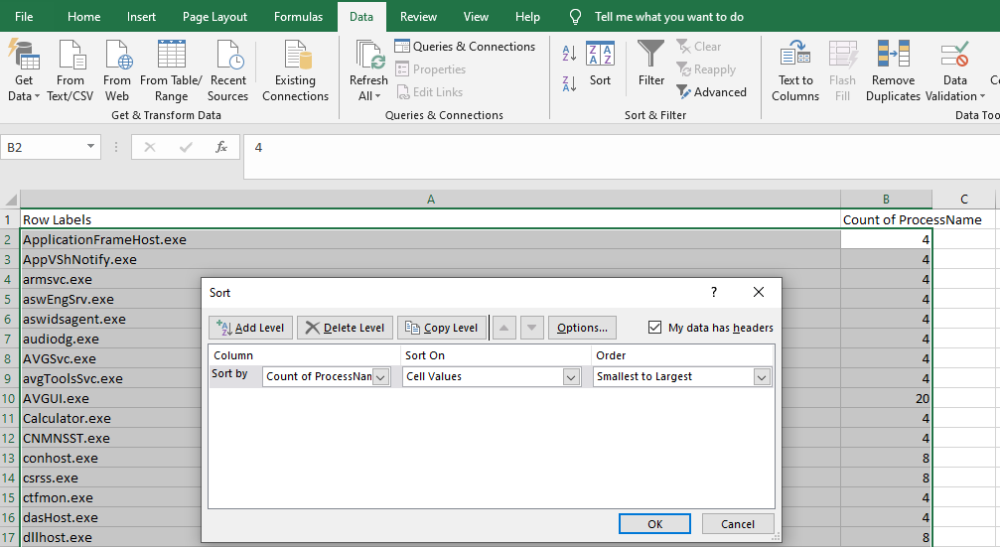 File Home Insert Page Layout Formulas Data Review View Help Tell me what you want to do
Get Data
From Text/CSV
From Web
From Table/ Range
Recent Sources
Existing Connections
Refresh All
Queries & Connections
Properties
Edit Links
Sort
Filter
Clear
Reapply
Advanced
Text to Columns
Flash Fill
Remove Duplicates
Data Validation
Get & Transform Data
Queries & Connections
Sort & Filter
Data Too
B2 fx 4
A B C
1 Row Labels Count of ProcessName
2 ApplicationFrameHost.exe 4
3 AppVShNotify.exe 4
4 armsvc.exe 4
5 aswEngSrv.exe 4
6 aswidsagent.exe 4
7 audiodg.exe 4
8 AVGSvc.exe 4
9 avgToolsSvc.exe 4
10 AVGUI.exe 20
11 Calculator.exe 4
12 CNMNSST.exe 4
13 conhost.exe 8
14 csrss.exe 8
15 ctfmon.exe 4
16 dasHost.exe 4
17 dllhost.exe 8
Sort ?
Add Level Delete Level Copy Level Options... My data has headers
Column Sort On Order
Sort by Count of ProcessNan Cell Values Smallest to Largest
OK Cancel